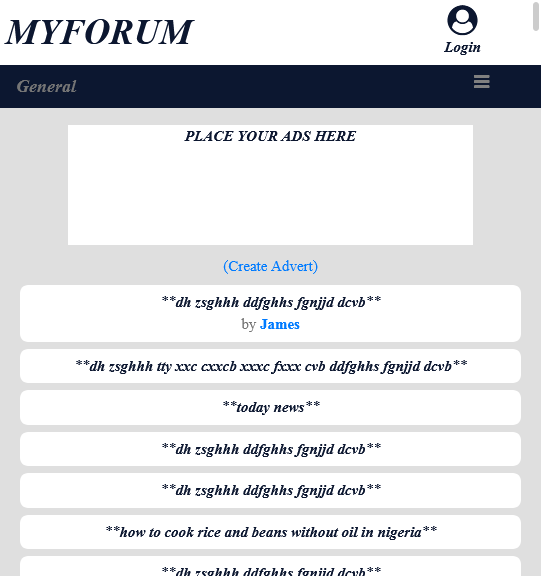 MYFORUM
Login
General
PLACE YOUR ADS HERE
(Create Advert)
**dh zsghhh ddfghhs fgnjjd dcvb**
by James
**dh zsghhh tty xxc cxxcb xxxc fxxx cvb ddfghhs fgnjjd dcvb**
**today news**
**dh zsghhh ddfghhs fgnjjd dcvb**
**dh zsghhh ddfghhs fgnjjd dcvb**
**how to cook rice and beans without oil in nigeria**
**dh zsghhh ddfghhs fgnjjd dcvb**